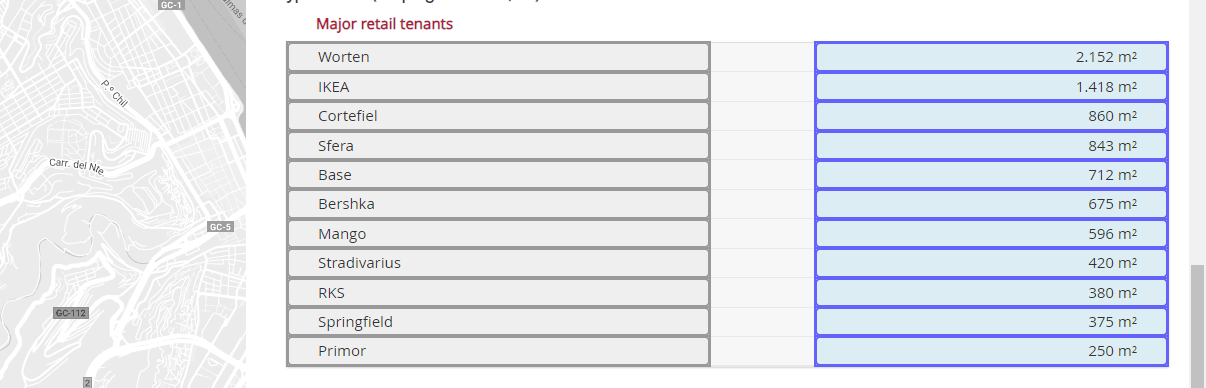 GC-1
Major retail tenants
Worten 2.152 m²
IKEA 1.418 m²
Cortefiel 860 m²
Sfera 843 m²
Base 712 m²
Bershka 675 m²
Mango 596 m²
Stradivarius 420 m²
RKS 380 m²
Springfield 375 m²
Primor 250 m²
P.º Chil
Carr. del Nte.
GC-5
GC-112
2